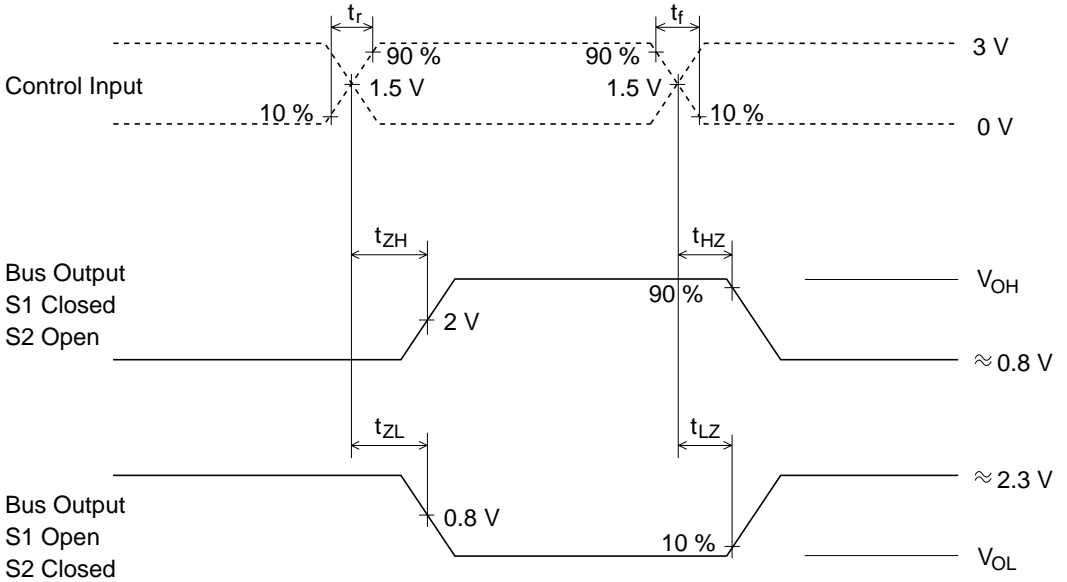 tr
tf
90 %
90 %
3 V
Control Input
1.5 V
1.5 V
10 %
10 %
0 V
tZH
tHZ
Bus Output
S1 Closed
S2 Open
90 %
VOH
2 V
≈ 0.8 V
tZL
tLZ
≈ 2.3 V
Bus Output
S1 Open
S2 Closed
0.8 V
10 %
VOL